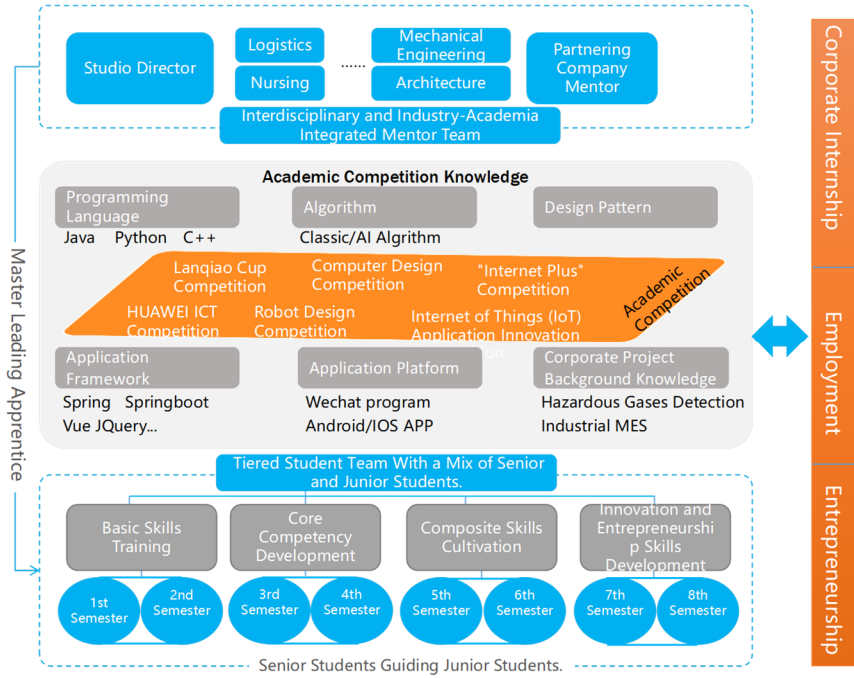 Studio Director
Logistics
Nursing
......
Mechanical
Engineering
Architecture
Partnering
Company
Mentor
Interdisciplinary and Industry-Academia
Integrated Mentor Team
Academic Competition Knowledge
Programming
Language
Algorithm
Design Pattern
Java Python C++
Classic/AI Algrithm
Lanqiao Cup
Competition
Computer Design
Competition
"Internet Plus"
Competition
Academic
Competition
HUAWEI ICT
Competition
Robot Design
Competition
Internet of Things (IoT)
Application Innovation
Application
Framework
Application Platform
Corporate Project
Background Knowledge
Spring Springboot
Vue JQuery...
Wechat program
Android/IOS APP
Hazardous Gases Detection
Industrial MES
Tiered Student Team With a Mix of Senior
and Junior Students.
Basic Skills
Training
Core
Competency
Development
Composite Skills
Cultivation
Innovation and
Entrepreneurshi
p Skills
Development
1st
Semester
2nd
Semester
3rd
Semester
4th
Semester
5th
Semester
6th
Semester
7th
Semester
8th
Semester
Senior Students Guiding Junior Students.
Master Leading Apprentice
Corporate Internship
Employment
Entrepreneurship